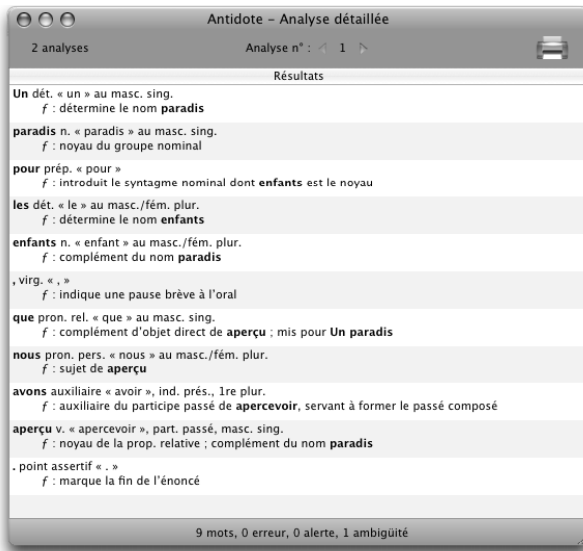 Antidote – Analyse détaillée
2 analyses Analyse n° : 1
Résultats
Un dét. « un » au masc. sing.
f : détermine le nom paradis
paradis n. « paradis » au masc. sing.
f : noyau du groupe nominal
pour prép. « pour »
f : introduit le syntagme nominal dont enfants est le noyau
les dét. « le » au masc./fém. plur.
f : détermine le nom enfants
enfants n. « enfant » au masc./fém. plur.
f : complément du nom paradis
, virg. « , »
f : indique une pause brève à l'oral
que pron. rel. « que » au masc. sing.
f : complément d'objet direct de aperçu ; mis pour Un paradis
nous pron. pers. « nous » au masc./fém. plur.
f : sujet de aperçu
avons auxiliaire « avoir », ind. prés., 1re plur.
f : auxiliaire du participe passé de apercevoir, servant à former le passé composé
aperçu v. « apercevoir », part. passé, masc. sing.
f : noyau de la prop. relative ; complément du nom paradis
. point assertif « . »
f : marque la fin de l'énoncé
9 mots, 0 erreur, 0 alerte, 1 ambigüité